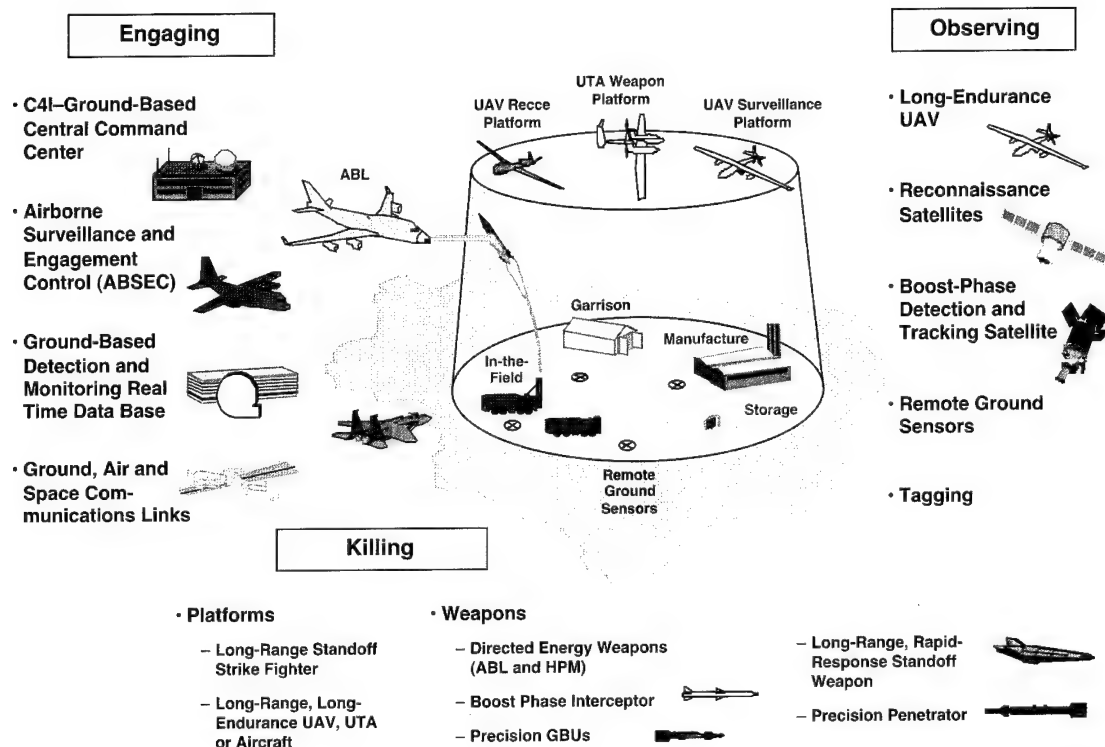 Engaging
• C4I–Ground-Based
Central Command
Center
• Airborne
Surveillance and
Engagement
Control (ABSEC)
• Ground-Based
Detection and
Monitoring Real
Time Data Base
• Ground, Air and
Space Com-
munications Links
ABL
UAV Recce
Platform
UTA Weapon
Platform
UAV Surveillance
Platform
Garrison
Manufacture
In-the-
Field
Storage
Remote
Ground
Sensors
Observing
• Long-Endurance
UAV
• Reconnaissance
Satellites
• Boost-Phase
Detection and
Tracking Satellite
• Remote Ground
Sensors
• Tagging
Killing
• Platforms
– Long-Range Standoff
Strike Fighter
– Long-Range, Long-
Endurance UAV, UTA
or Aircraft
• Weapons
– Directed Energy Weapons
(ABL and HPM)
– Boost Phase Interceptor
– Precision GBUs
– Long-Range, Rapid-
Response Standoff
Weapon
– Precision Penetrator